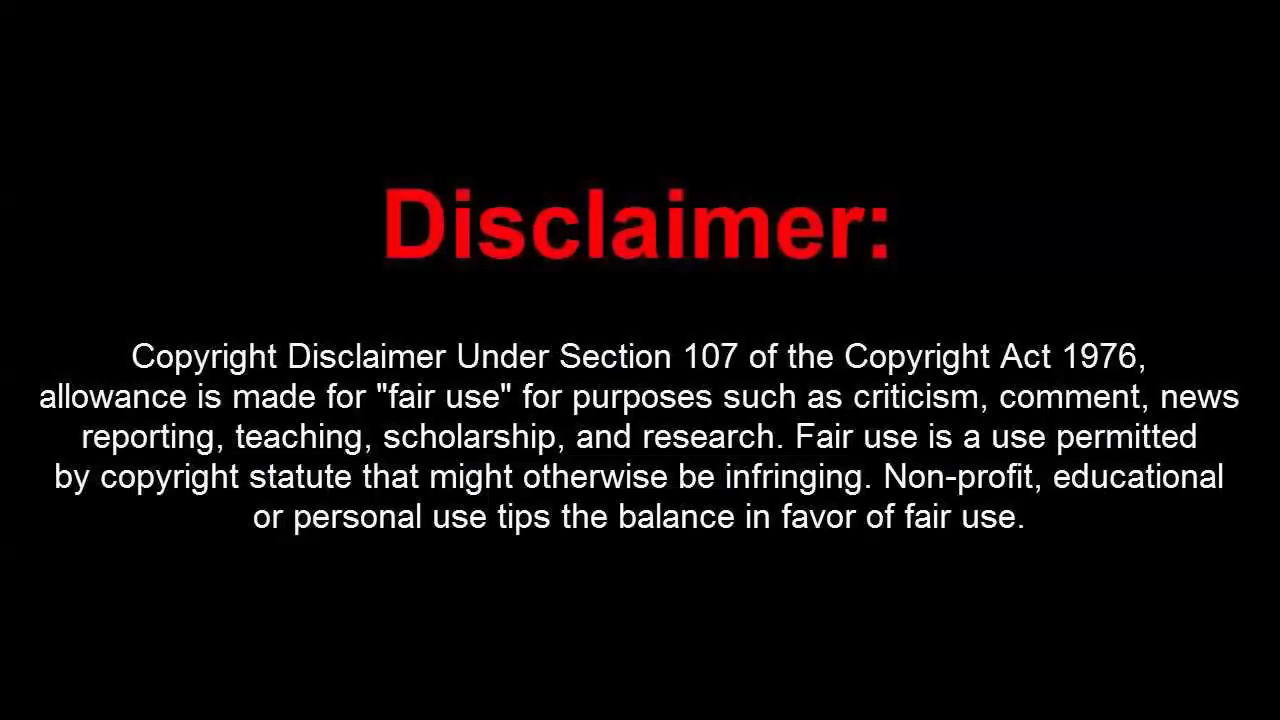 Disclaimer:
Copyright Disclaimer Under Section 107 of the Copyright Act 1976,
allowance is made for "fair use" for purposes such as criticism, comment, news
reporting, teaching, scholarship, and research. Fair use is a use permitted
by copyright statute that might otherwise be infringing. Non-profit, educational
or personal use tips the balance in favor of fair use.